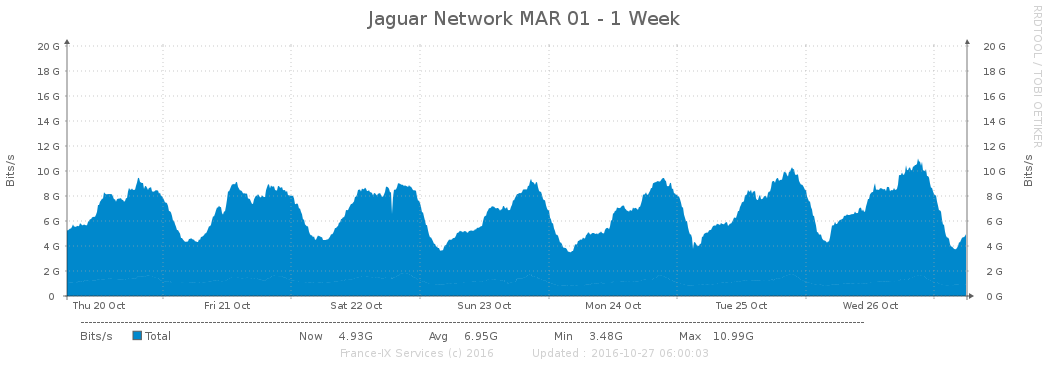 Jaguar Network MAR 01 - 1 Week
RRDTOOL / TOBI OETIKER
Bits/s
20 G
18 G
16 G
14 G
12 G
10 G
8 G
6 G
4 G
2 G
0
20 G
18 G
16 G
14 G
12 G
10 G
8 G
6 G
4 G
2 G
0 G
Bits/s
Thu 20 Oct Fri 21 Oct Sat 22 Oct Sun 23 Oct Mon 24 Oct Tue 25 Oct Wed 26 Oct
Bits/s Total Now 4.93G Avg 6.95G Min 3.48G Max 10.99G
France-IX Services (c) 2016 Updated : 2016-10-27 06:00:03